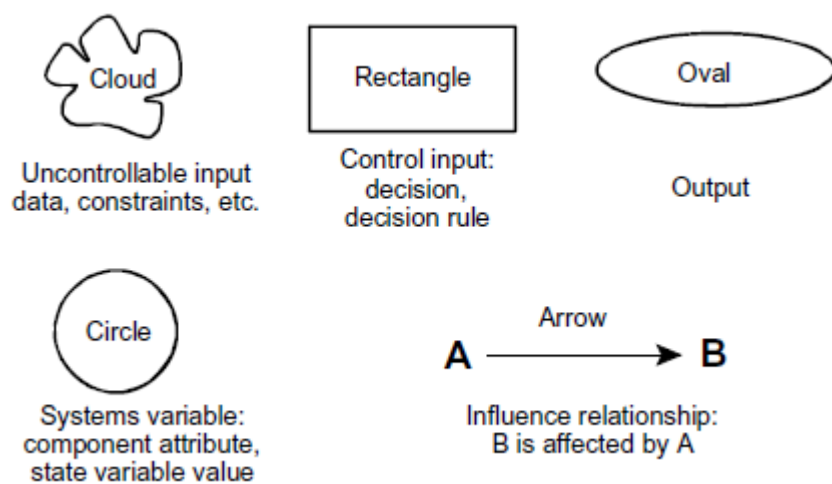 Cloud
Uncontrollable input
data, constraints, etc.
Rectangle
Control input:
decision,
decision rule
Oval
Output
Circle
Systems variable:
component attribute,
state variable value
Arrow
A B
Influence relationship:
B is affected by A